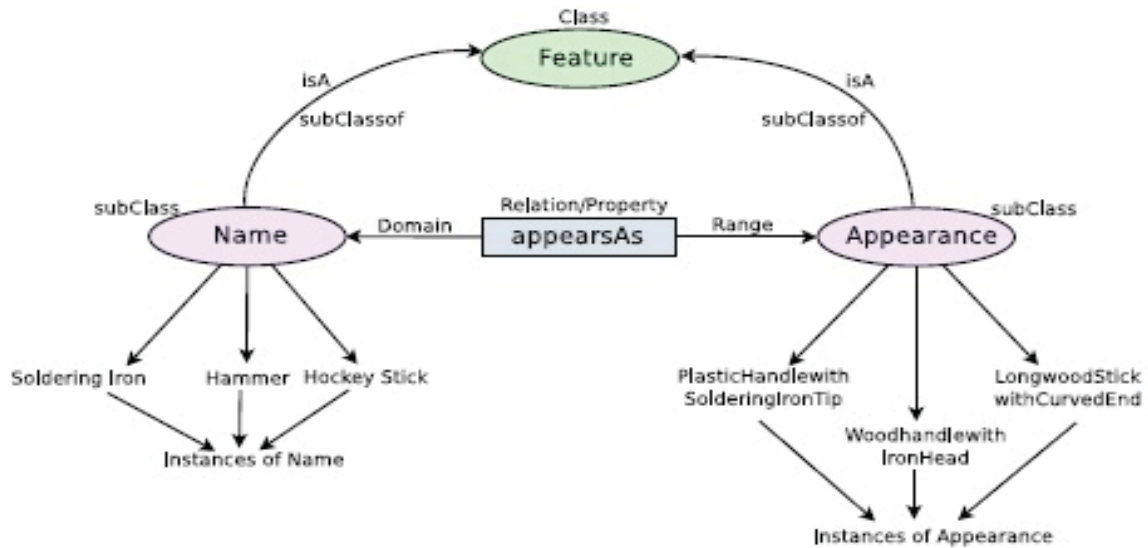 Class
Feature
isA
isA
subClassof
subClassof
subClass
Relation/Property
subClass
Name
Domain
appearsAs
Range
Appearance
Soldering Iron
Hammer
Hockey Stick
PlasticHandlewith
SolderingIronTip
LongwoodStick
withCurvedEnd
Woodhandlewith
IronHead
Instances of Name
Instances of Appearance